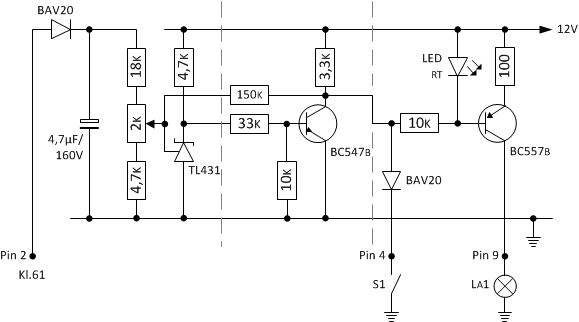 BAV20
12V
LED
RT
18K
4,7K
3,3K
100
150K
2K
33K
10K
4,7µF/
160V
BC547B
BC557B
TL431
4,7K
10K
BAV20
Pin 2
Pin 4
Pin 9
Kl.61
S1
LA1